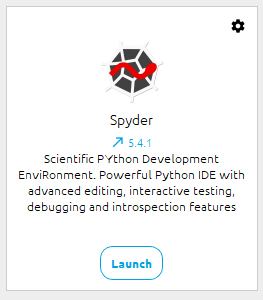 Spyder
5.4.1
Scientific PYthon Development
EnviRonment. Powerful Python IDE with
advanced editing, interactive testing,
debugging and introspection features
Launch